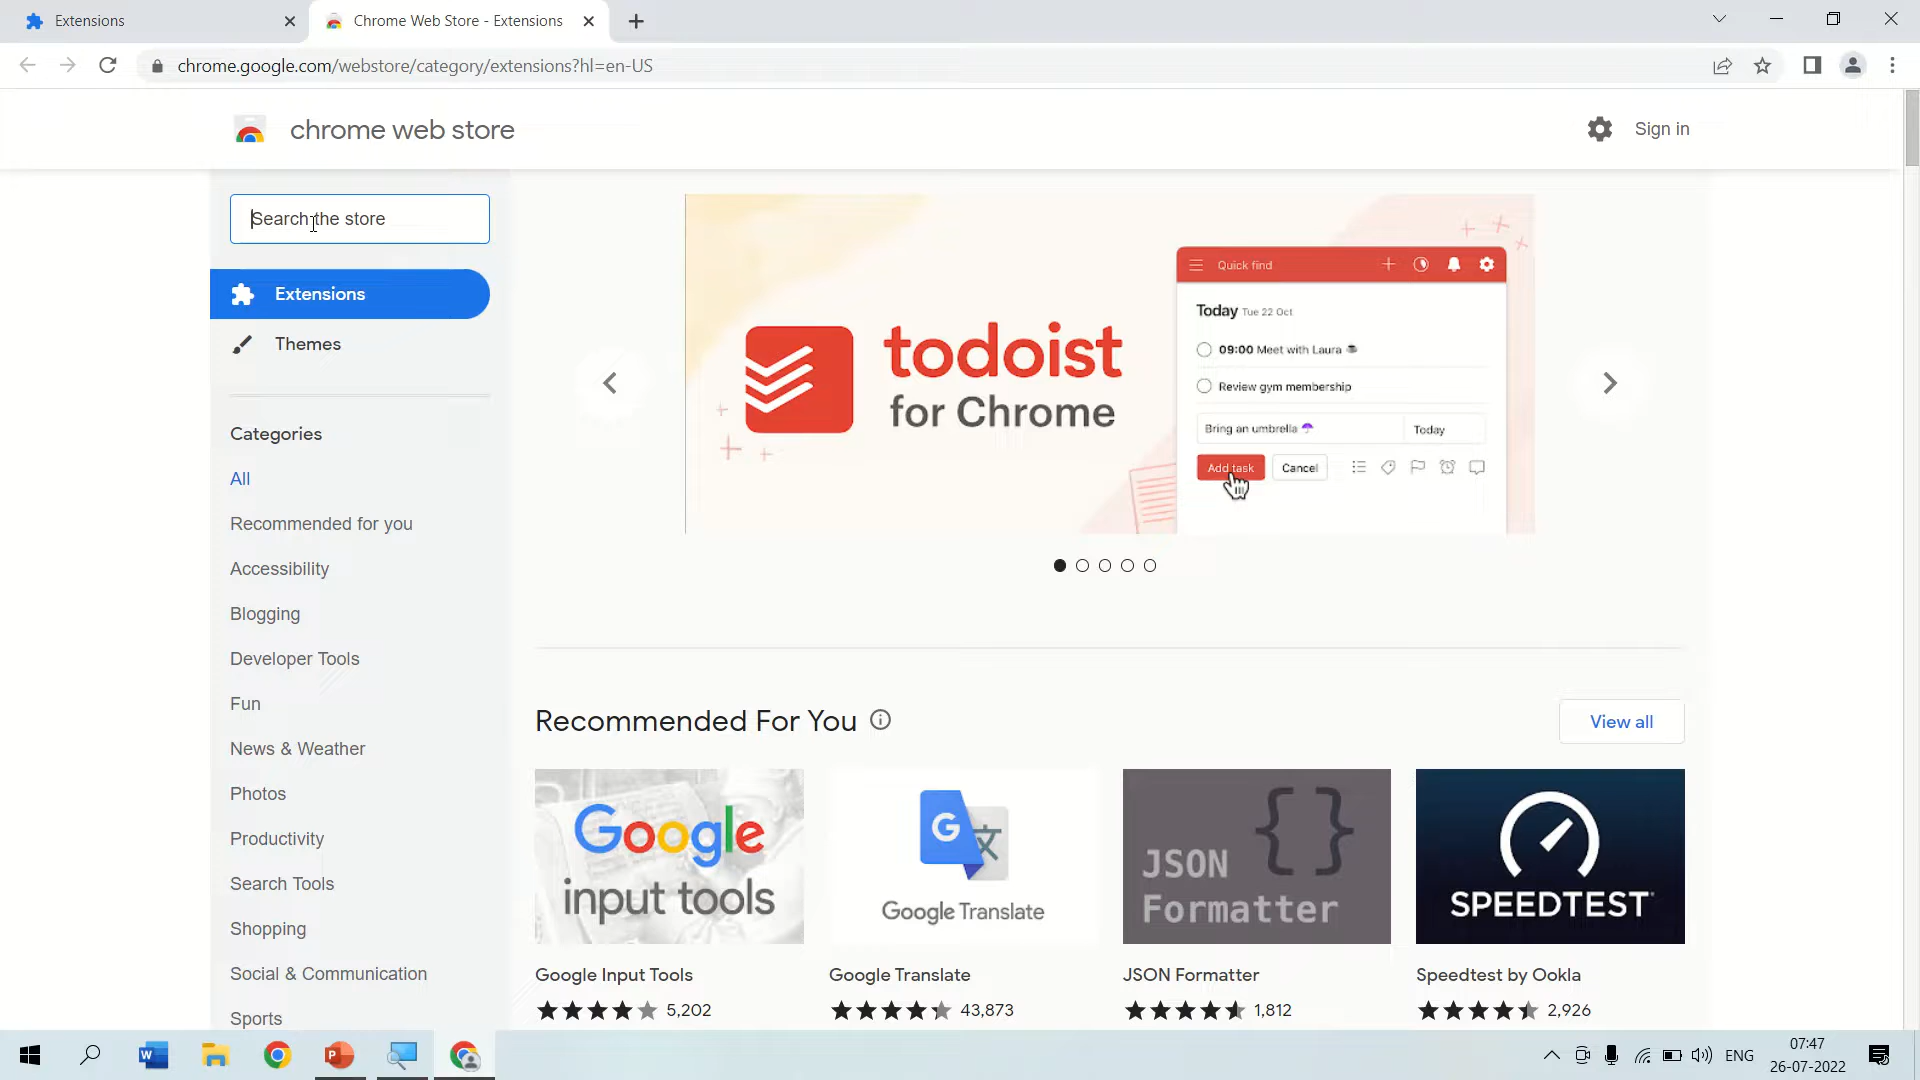 Extensions
Chrome Web Store - Extensions
chrome.google.com/webstore/category/extensions?hl=en-US
chrome web store
Sign in
Search the store
Extensions
Themes
Categories
All
Recommended for you
Accessibility
Blogging
Developer Tools
Fun
News & Weather
Photos
Productivity
Search Tools
Shopping
Social & Communication
Sports
todoist
for Chrome
Quick find
Today Tue 22 Oct
09:00 Meet with Laura
Review gym membership
Bring an umbrella
Today
Add task
Cancel
Recommended For You
View all
Google
input tools
G
Google Translate
JSON
Formatter
SPEEDTEST
Google Input Tools
Google Translate
JSON Formatter
Speedtest by Ookla
5,202
43,873
1,812
2,926
W
P
ENG
07:47
26-07-2022